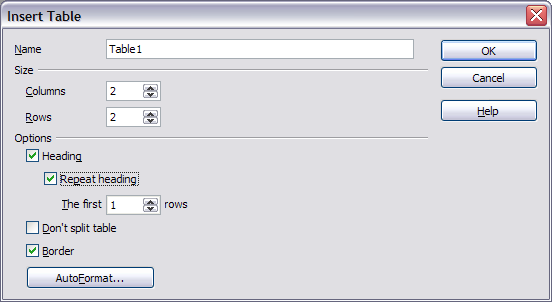 Insert Table
Name Table1 OK
Size Cancel
Columns 2
Rows 2 Help
Options
Heading
Repeat heading
The first 1 rows
Don't split table
Border
AutoFormat...